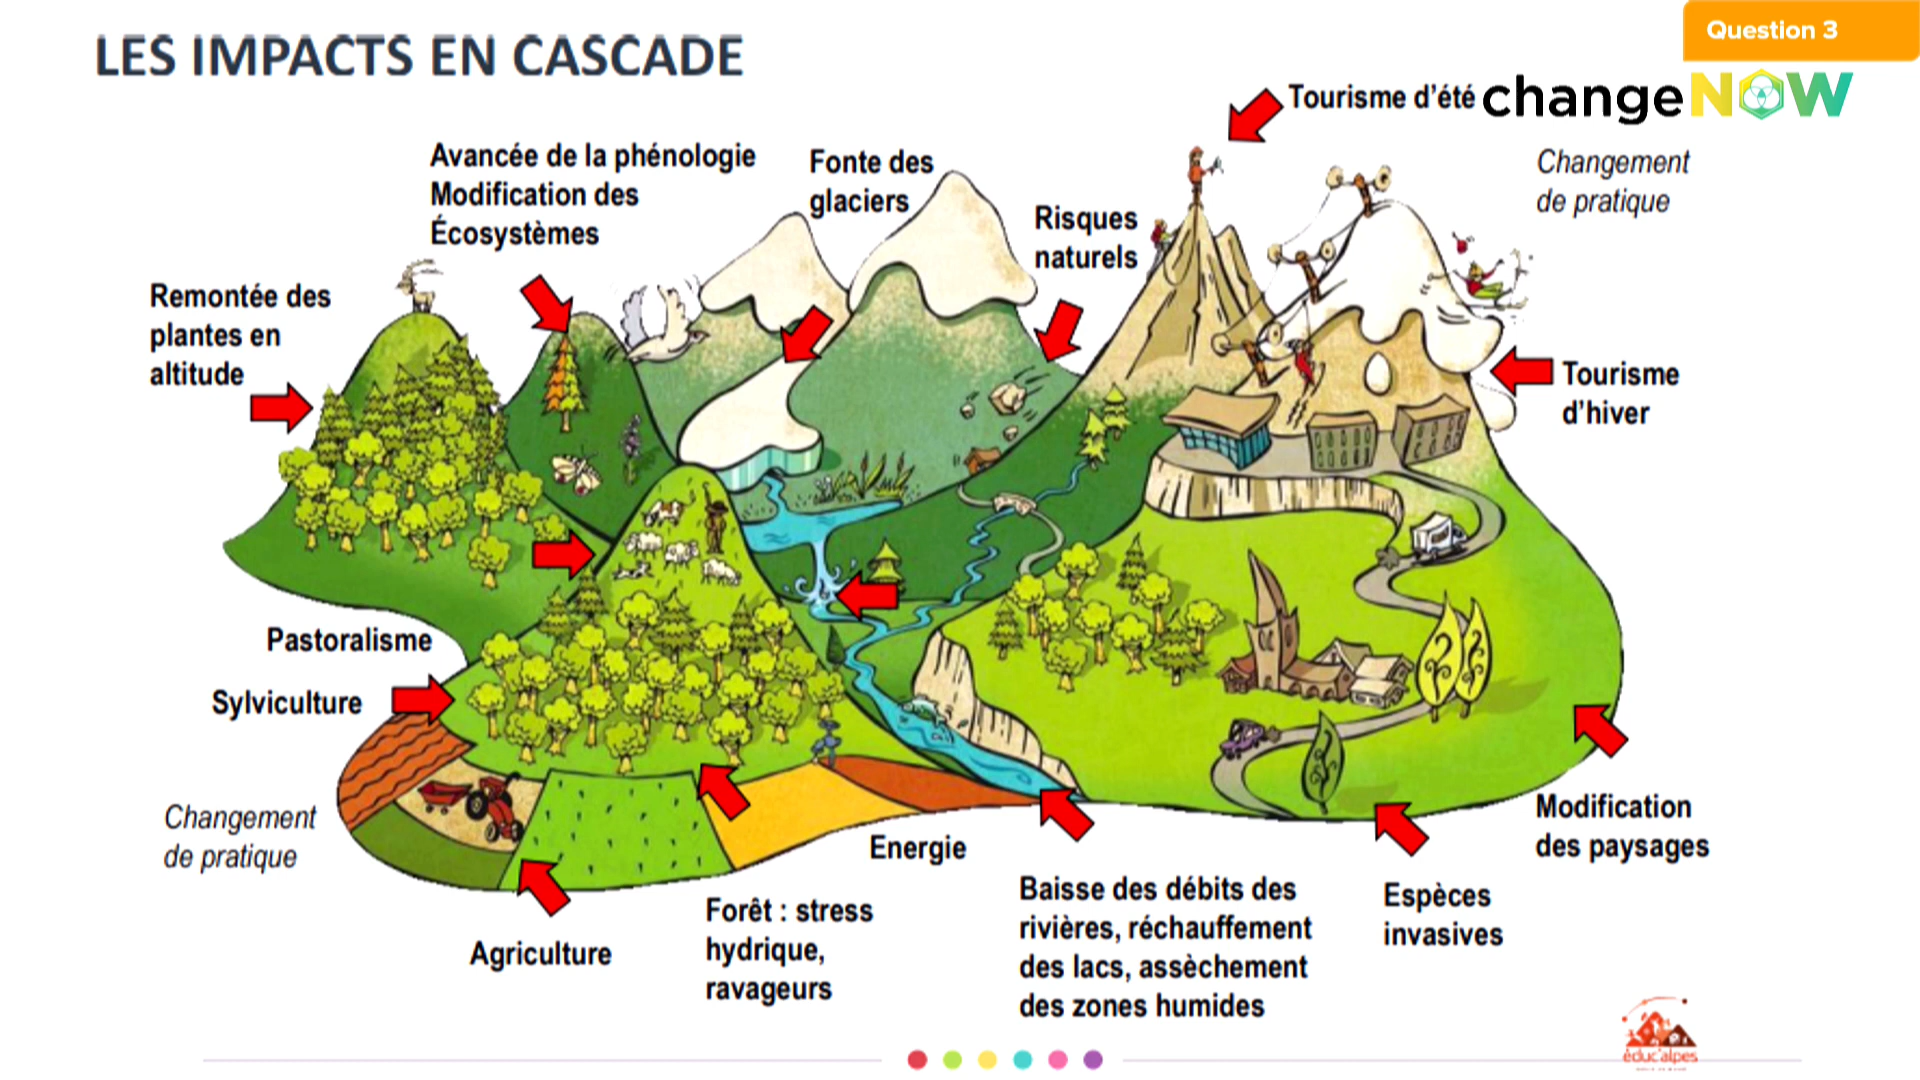 Question 3
LES IMPACTS EN CASCADE
changeNOW
Tourisme d'été
Changement
de pratique
Avancée de la phénologie
Modification des
Écosystèmes
Fonte des
glaciers
Risques
naturels
Remontée des
plantes en
altitude
Tourisme
d'hiver
Pastoralisme
Sylviculture
Changement
de pratique
Agriculture
Forêt : stress
hydrique,
ravageurs
Energie
Baisse des débits des
rivières, réchauffement
des lacs, assèchement
des zones humides
Espèces
invasives
Modification
des paysages
éduc'alpes